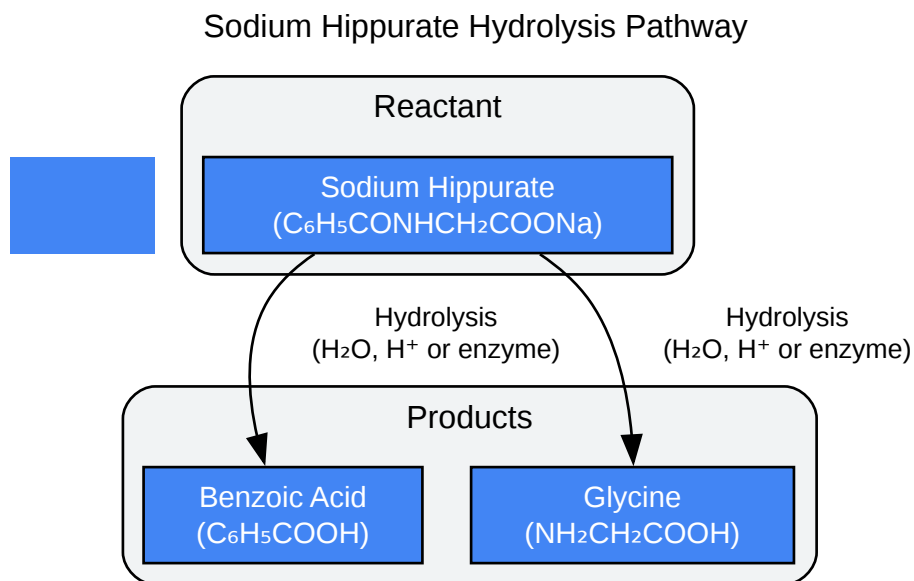 Sodium Hippurate Hydrolysis Pathway
Reactant
Sodium Hippurate
(C₆H₅CONHCH₂COONa)
Hydrolysis
(H₂O, H⁺ or enzyme)
Hydrolysis
(H₂O, H⁺ or enzyme)
Products
Benzoic Acid
(C₆H₅COOH)
Glycine
(NH₂CH₂COOH)